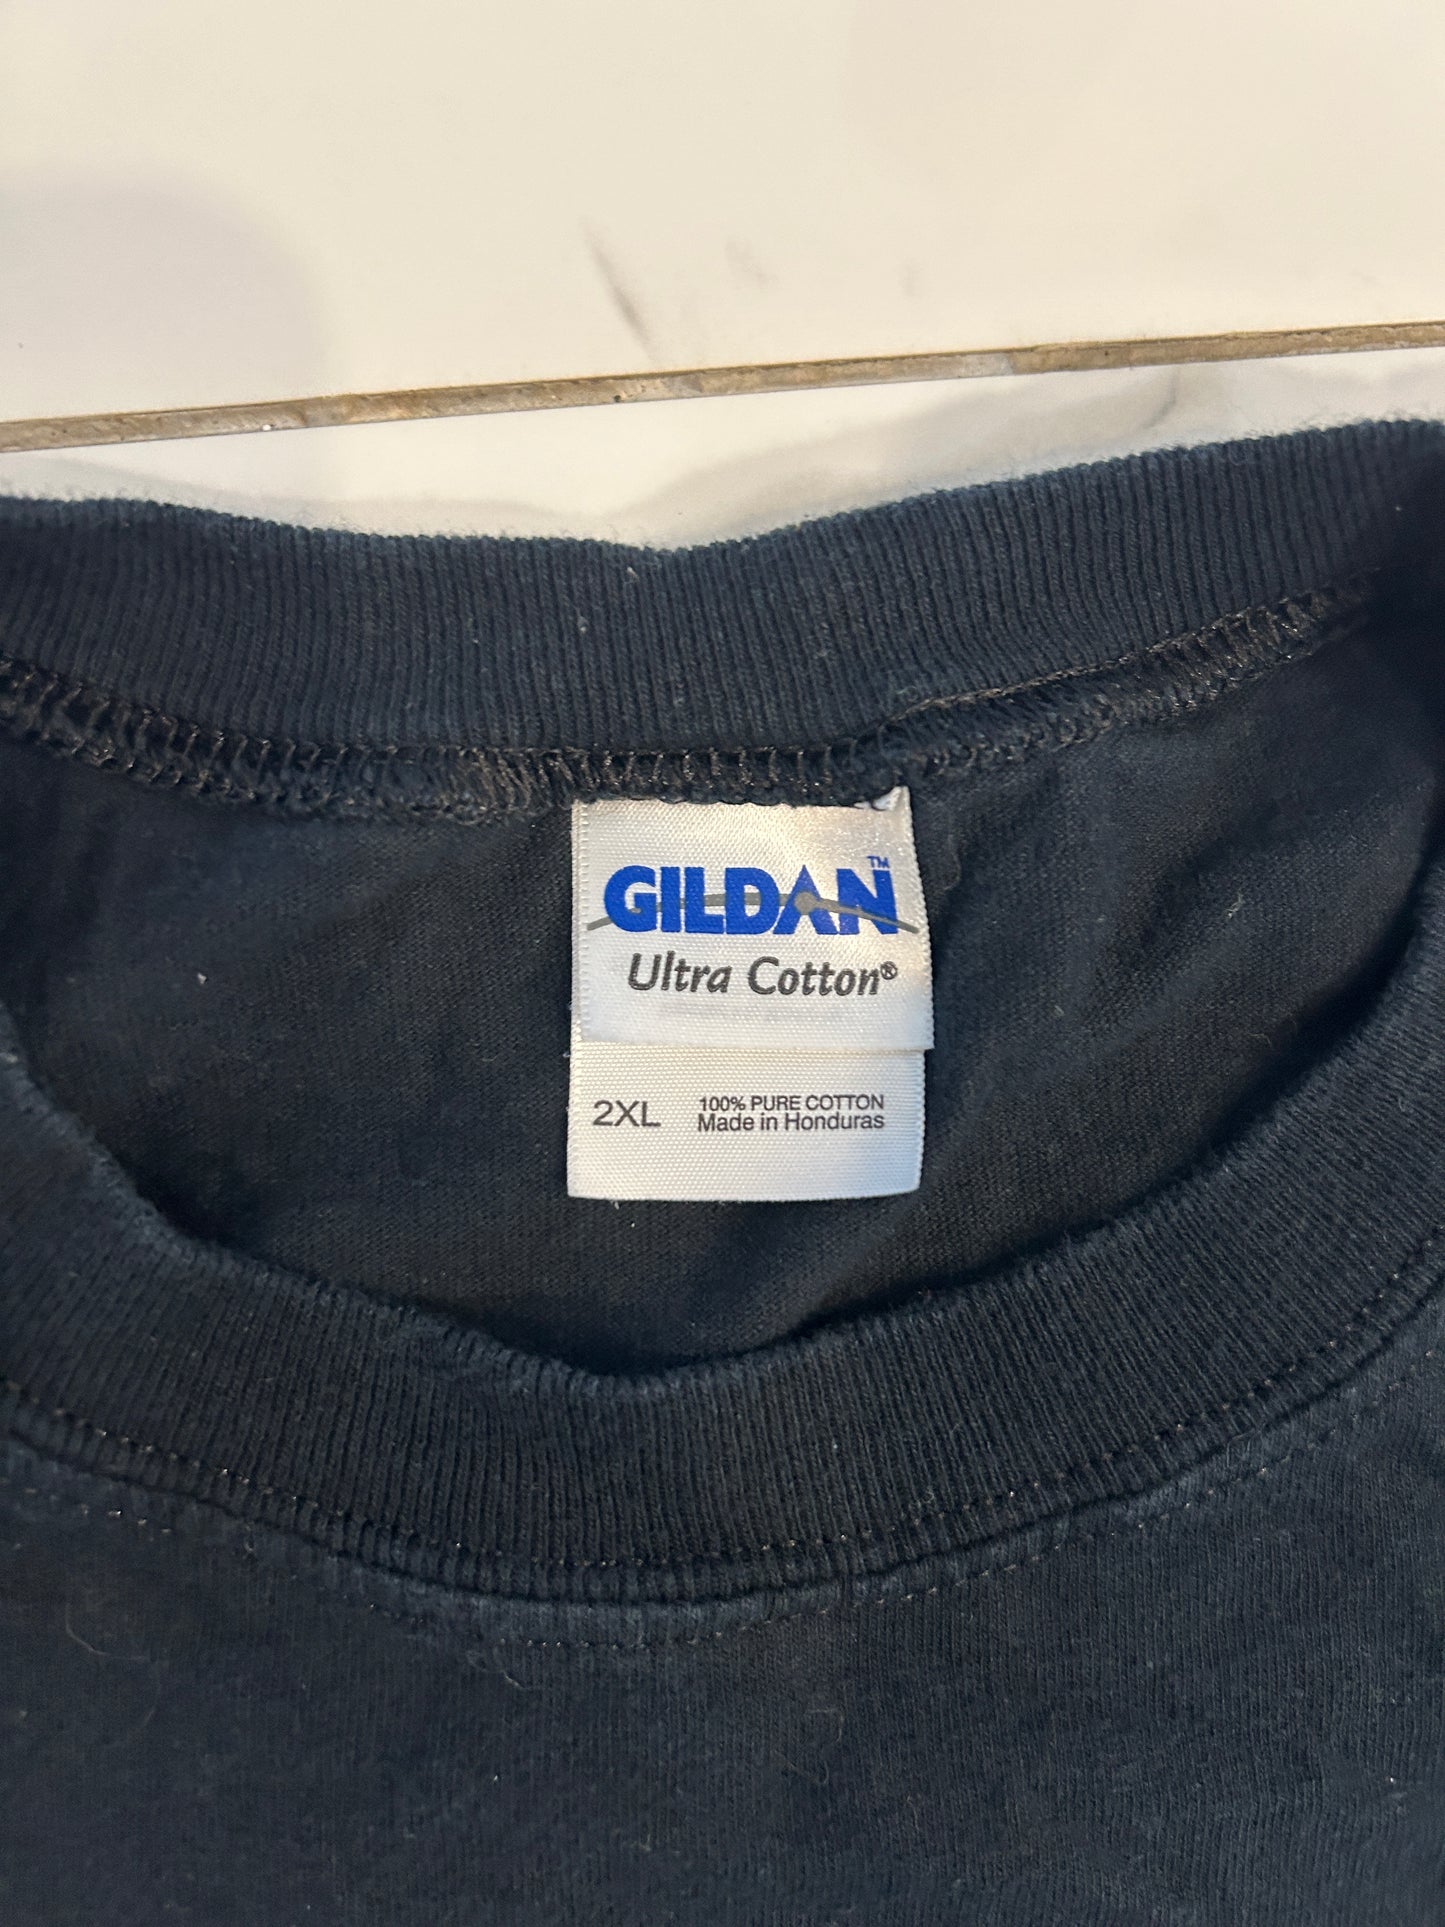 GILDAN™
Ultra Cotton®
2XL
100% PURE COTTON
Made in Honduras